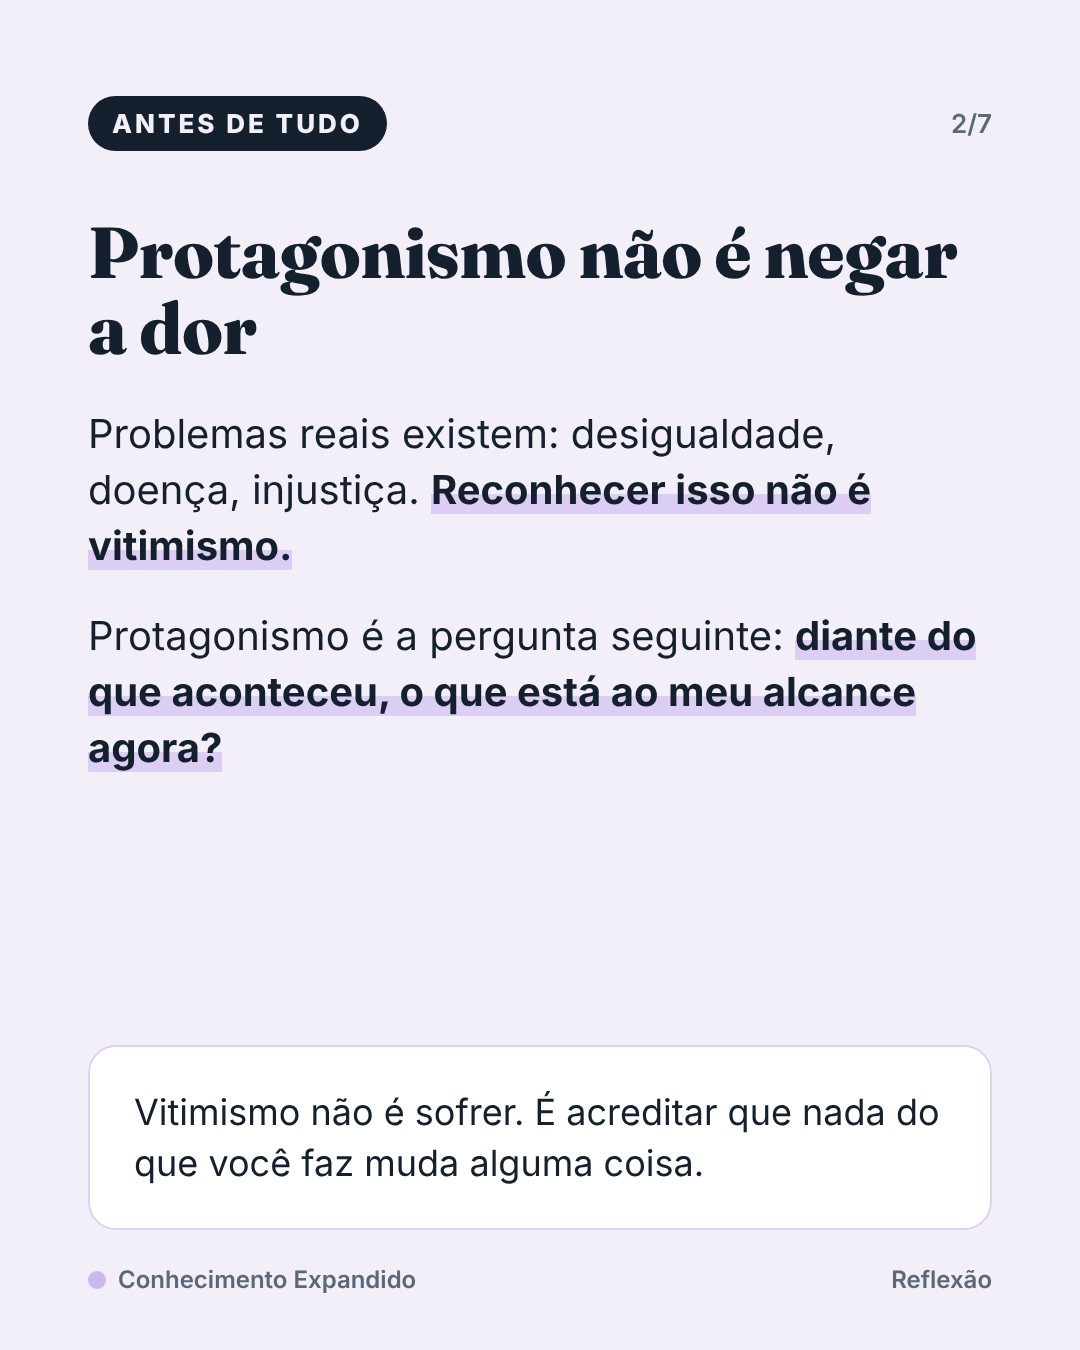 ANTES DE TUDO
2/7
Protagonismo não é negar
a dor
Problemas reais existem: desigualdade,
doença, injustiça. Reconhecer isso não é
vitimismo.
Protagonismo é a pergunta seguinte: diante do
que aconteceu, o que está ao meu alcance
agora?
Vitimismo não é sofrer. É acreditar que nada do
que você faz muda alguma coisa.
Conhecimento Expandido
Reflexão